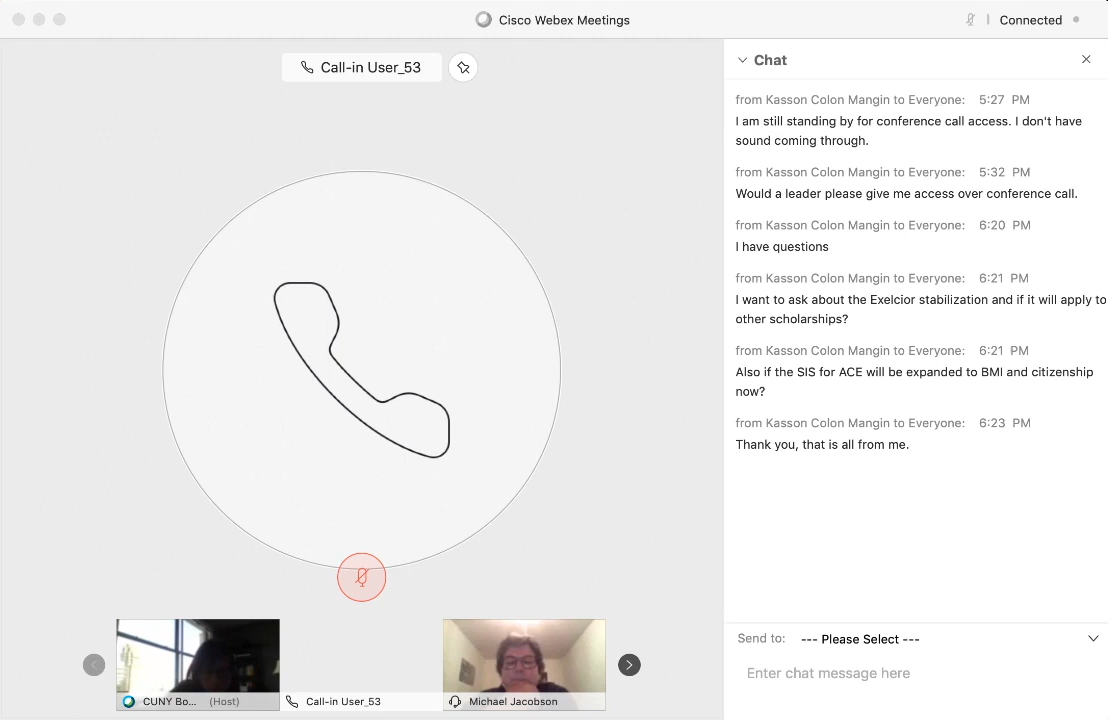 Cisco Webex Meetings
Connected
Call-in User_53
Chat
from Kasson Colon Mangin to Everyone: 5:27 PM
I am still standing by for conference call access. I don't have
sound coming through.
from Kasson Colon Mangin to Everyone: 5:32 PM
Would a leader please give me access over conference call.
from Kasson Colon Mangin to Everyone: 6:20 PM
I have questions
from Kasson Colon Mangin to Everyone: 6:21 PM
I want to ask about the Exelcior stabilization and if it will apply to
other scholarships?
from Kasson Colon Mangin to Everyone: 6:21 PM
Also if the SIS for ACE will be expanded to BMI and citizenship
now?
from Kasson Colon Mangin to Everyone: 6:23 PM
Thank you, that is all from me.
Send to: --- Please Select ---
Enter chat message here
CUNY Bo... (Host)
Call-in User_53
Michael Jacobson